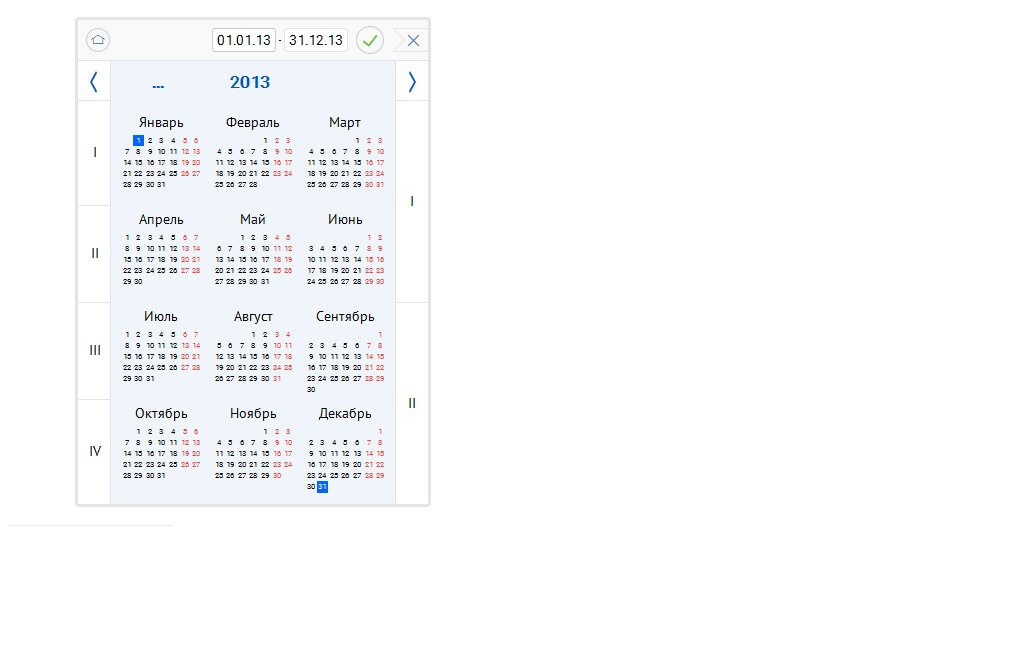 01.01.13 - 31.12.13
... 2013
Январь Февраль Март
1 2 3 4 5 6 1 2 3 1 2 3
7 8 9 10 11 12 13 4 5 6 7 8 9 10 4 5 6 7 8 9 10
14 15 16 17 18 19 20 11 12 13 14 15 16 17 11 12 13 14 15 16 17
21 22 23 24 25 26 27 18 19 20 21 22 23 24 18 19 20 21 22 23 24
28 29 30 31 25 26 27 28 25 26 27 28 29 30 31
I
I
Апрель Май Июнь
1 2 3 4 5 6 7 1 2 3 4 5 1 2
8 9 10 11 12 13 14 6 7 8 9 10 11 12 3 4 5 6 7 8 9
15 16 17 18 19 20 21 13 14 15 16 17 18 19 10 11 12 13 14 15 16
22 23 24 25 26 27 28 20 21 22 23 24 25 26 17 18 19 20 21 22 23
29 30 27 28 29 30 31 24 25 26 27 28 29 30
II
Июль Август Сентябрь
1 2 3 4 5 6 7 1 2 3 4 1
8 9 10 11 12 13 14 5 6 7 8 9 10 11 2 3 4 5 6 7 8
15 16 17 18 19 20 21 12 13 14 15 16 17 18 9 10 11 12 13 14 15
22 23 24 25 26 27 28 19 20 21 22 23 24 25 16 17 18 19 20 21 22
29 30 31 26 27 28 29 30 31 23 24 25 26 27 28 29
30
III
II
Октябрь Ноябрь Декабрь
1 2 3 4 5 6 1 2 3 1
7 8 9 10 11 12 13 4 5 6 7 8 9 10 2 3 4 5 6 7 8
14 15 16 17 18 19 20 11 12 13 14 15 16 17 9 10 11 12 13 14 15
21 22 23 24 25 26 27 18 19 20 21 22 23 24 16 17 18 19 20 21 22
28 29 30 31 25 26 27 28 29 30 23 24 25 26 27 28 29
30 31
IV